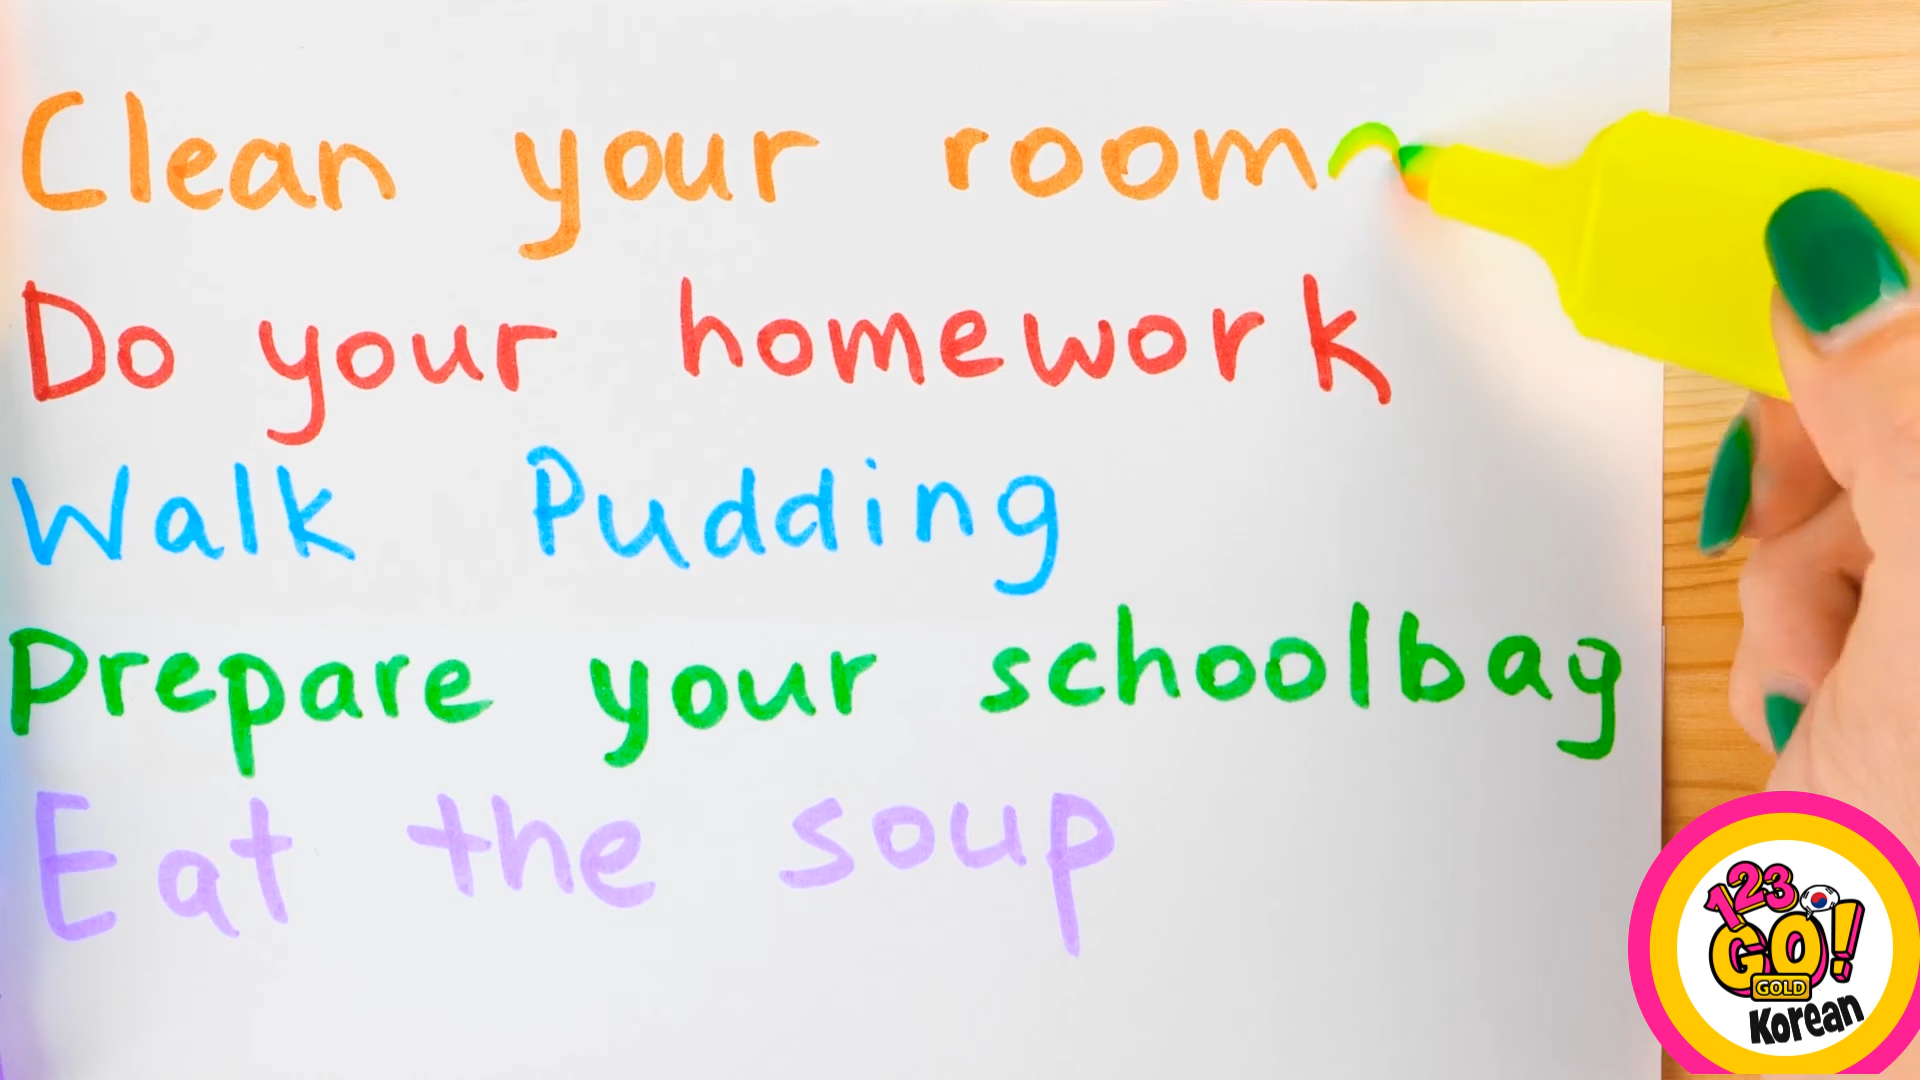 Clean your room
Do your homework
Walk Pudding
Prepare your schoolbag
Eat the soup
123
GO!
GOLD
Korean